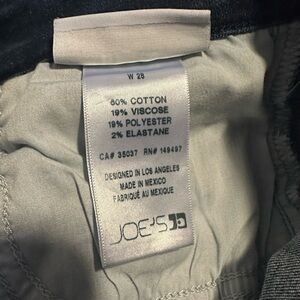 W 28
60% COTTON
19% VISCOSE
19% POLYESTER
2% ELASTANE
CA# 35037 RN# 149497
DESIGNED IN LOS ANGELES
MADE IN MEXICO
FABRIQUÉ AU MEXIQUE
JOE'S